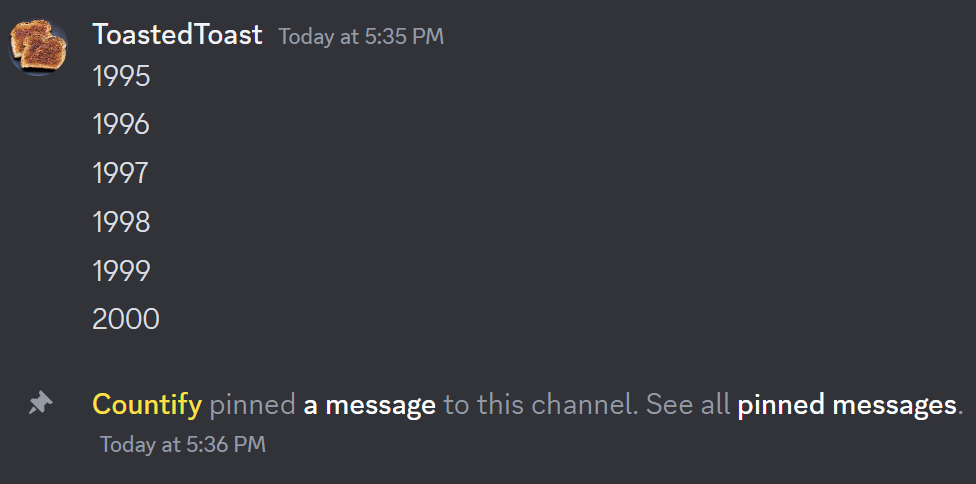 ToastedToast Today at 5:35 PM
1995
1996
1997
1998
1999
2000
Countify pinned a message to this channel. See all pinned messages.
Today at 5:36 PM